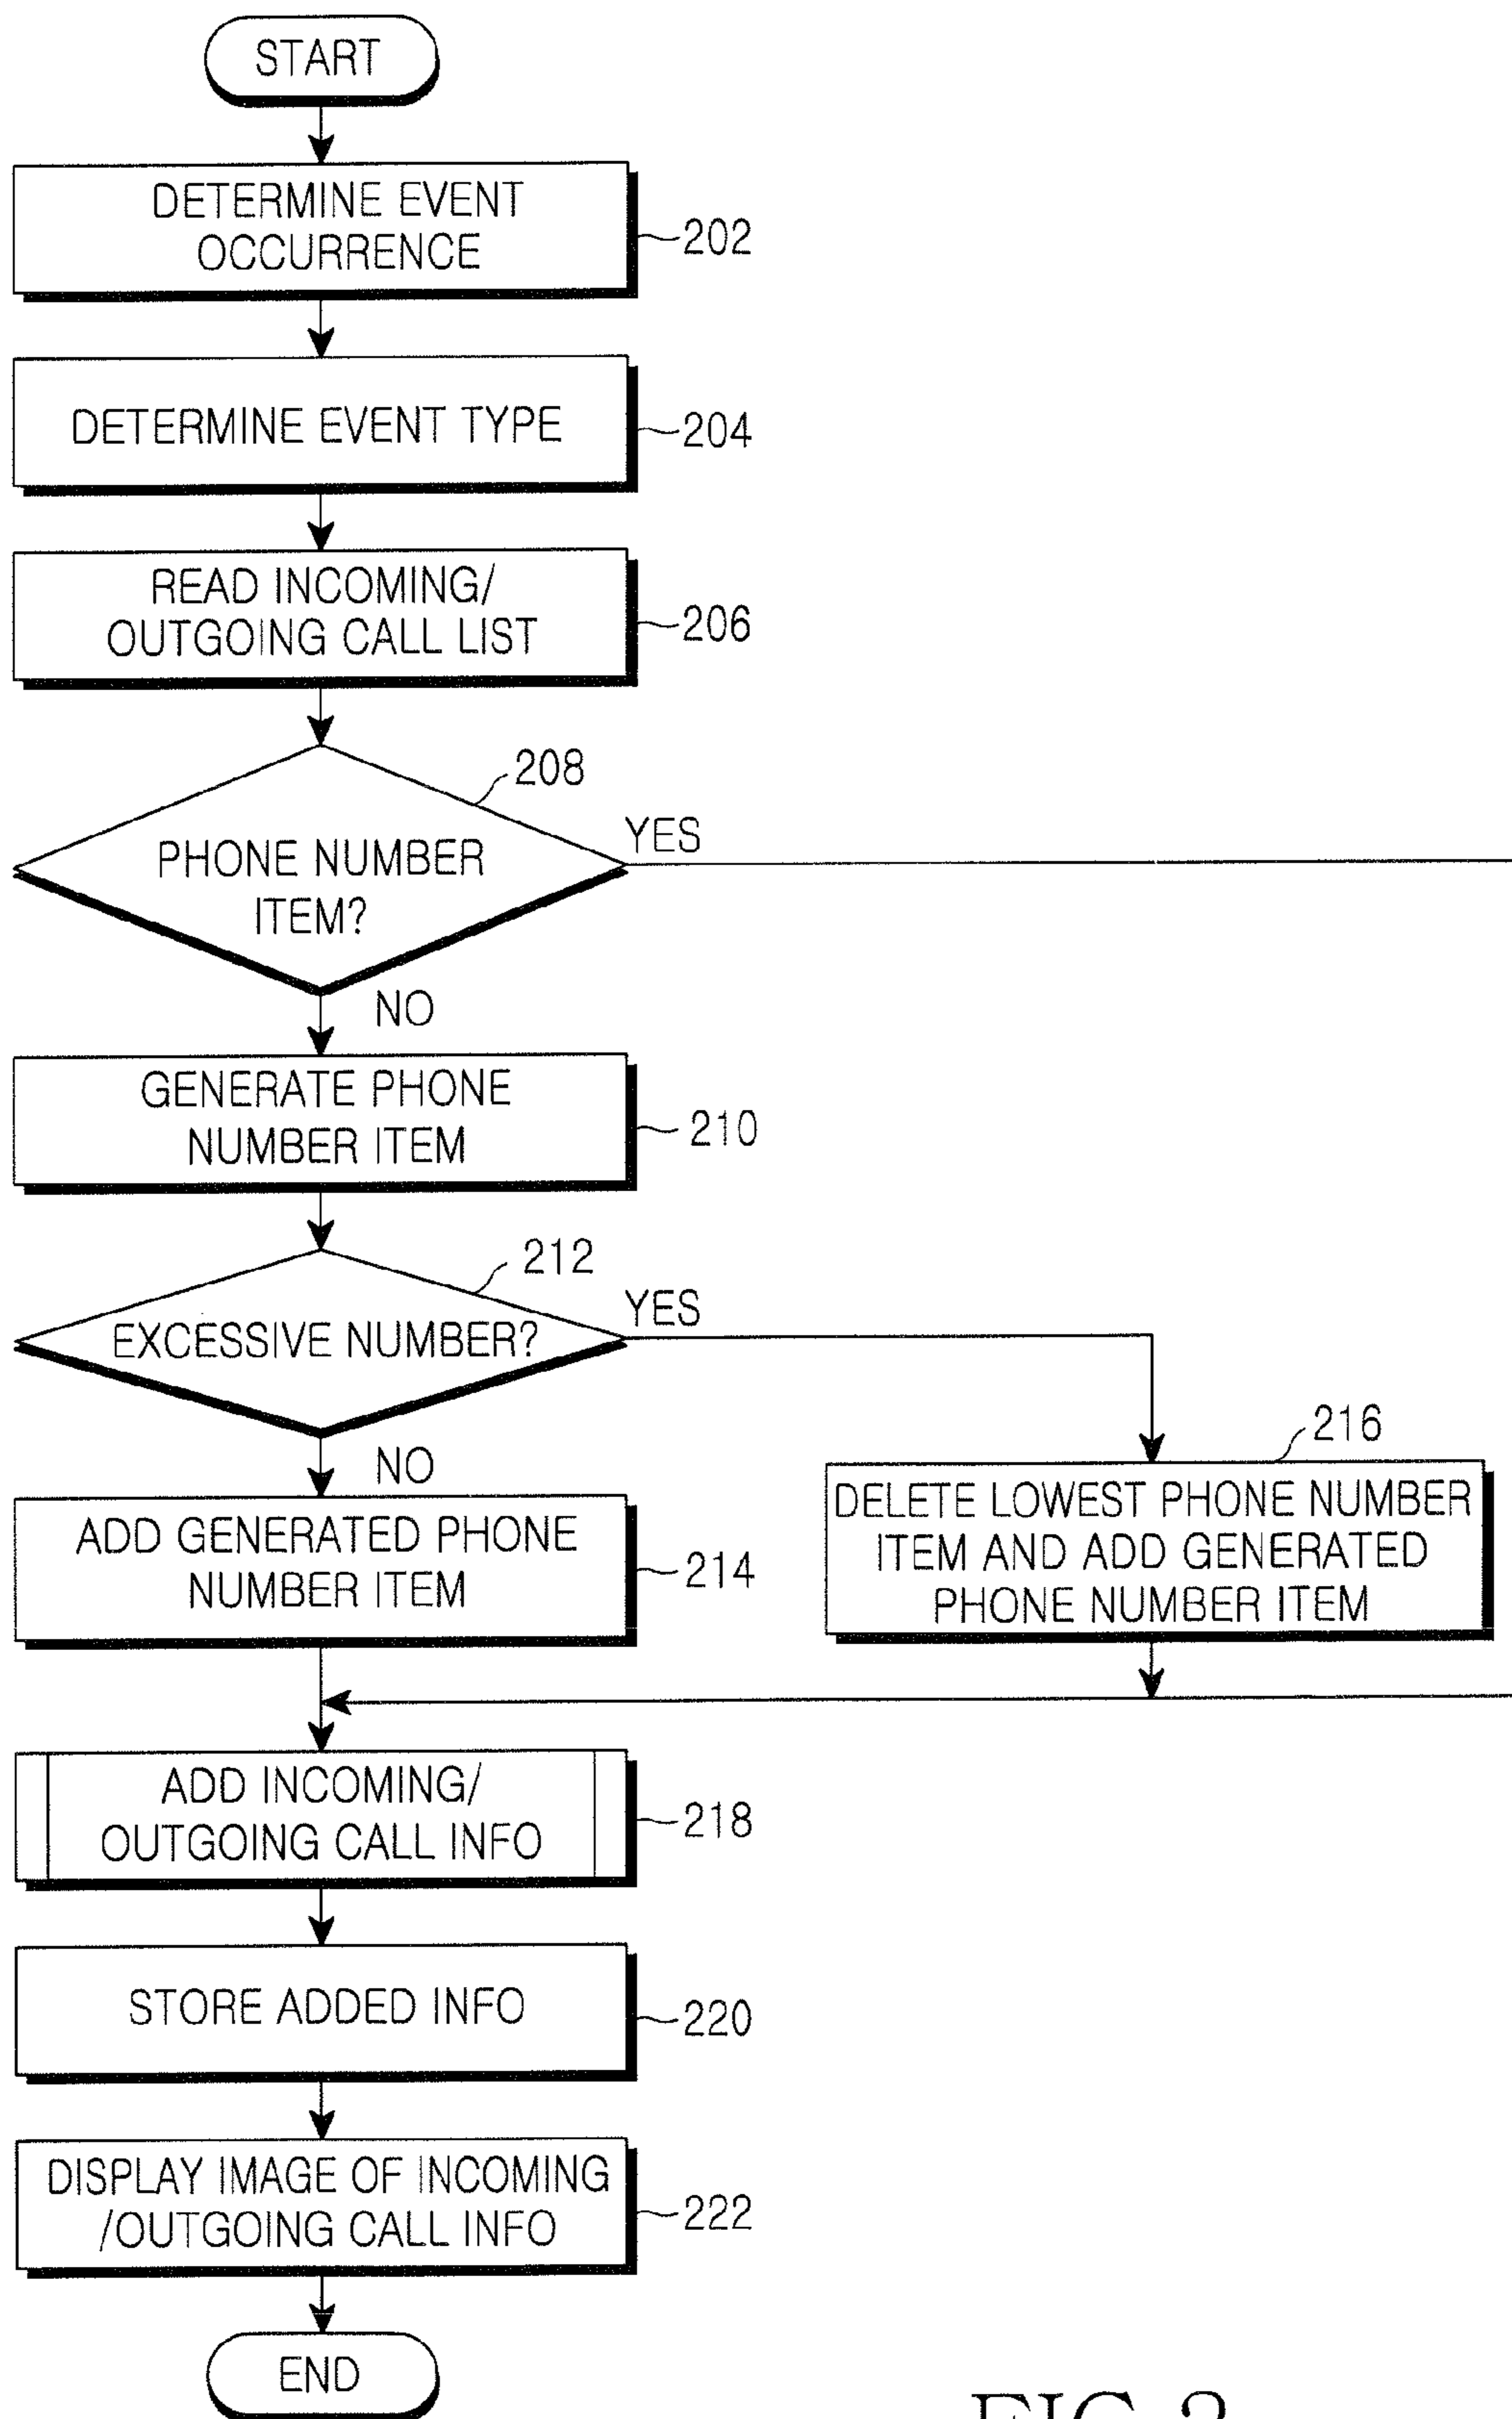 START
DETERMINE EVENT
OCCURRENCE
202
DETERMINE EVENT TYPE
204
READ INCOMING/
OUTGOING CALL LIST
206
208
PHONE NUMBER
ITEM?
YES
NO
GENERATE PHONE
NUMBER ITEM
210
212
EXCESSIVE NUMBER?
YES
NO
216
DELETE LOWEST PHONE NUMBER
ITEM AND ADD GENERATED
PHONE NUMBER ITEM
ADD GENERATED PHONE
NUMBER ITEM
214
ADD INCOMING/
OUTGOING CALL INFO
218
STORE ADDED INFO
220
DISPLAY IMAGE OF INCOMING
/OUTGOING CALL INFO
222
END